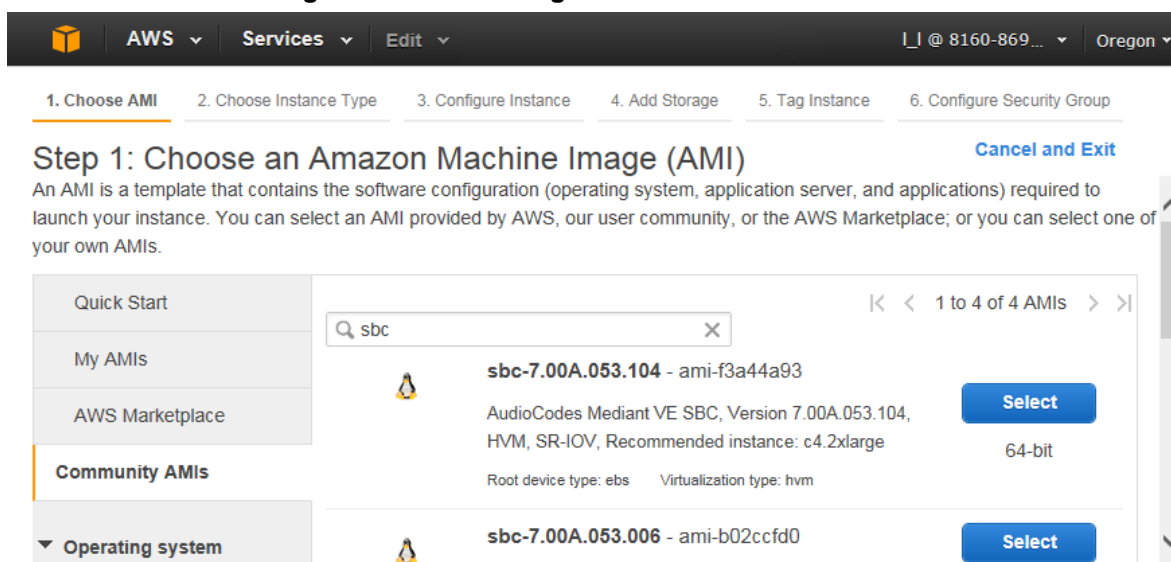 AWS Services Edit l_l @ 8160-869... Oregon
1. Choose AMI 2. Choose Instance Type 3. Configure Instance 4. Add Storage 5. Tag Instance 6. Configure Security Group
Step 1: Choose an Amazon Machine Image (AMI) Cancel and Exit
An AMI is a template that contains the software configuration (operating system, application server, and applications) required to
launch your instance. You can select an AMI provided by AWS, our user community, or the AWS Marketplace; or you can select one of
your own AMIs.
Quick Start
My AMIs
AWS Marketplace
Community AMIs
Operating system
1 to 4 of 4 AMIs
sbc
sbc-7.00A.053.104 - ami-f3a44a93
AudioCodes Mediant VE SBC, Version 7.00A.053.104,
HVM, SR-IOV, Recommended instance: c4.2xlarge
Root device type: ebs Virtualization type: hvm
Select
64-bit
sbc-7.00A.053.006 - ami-b02ccfd0
Select